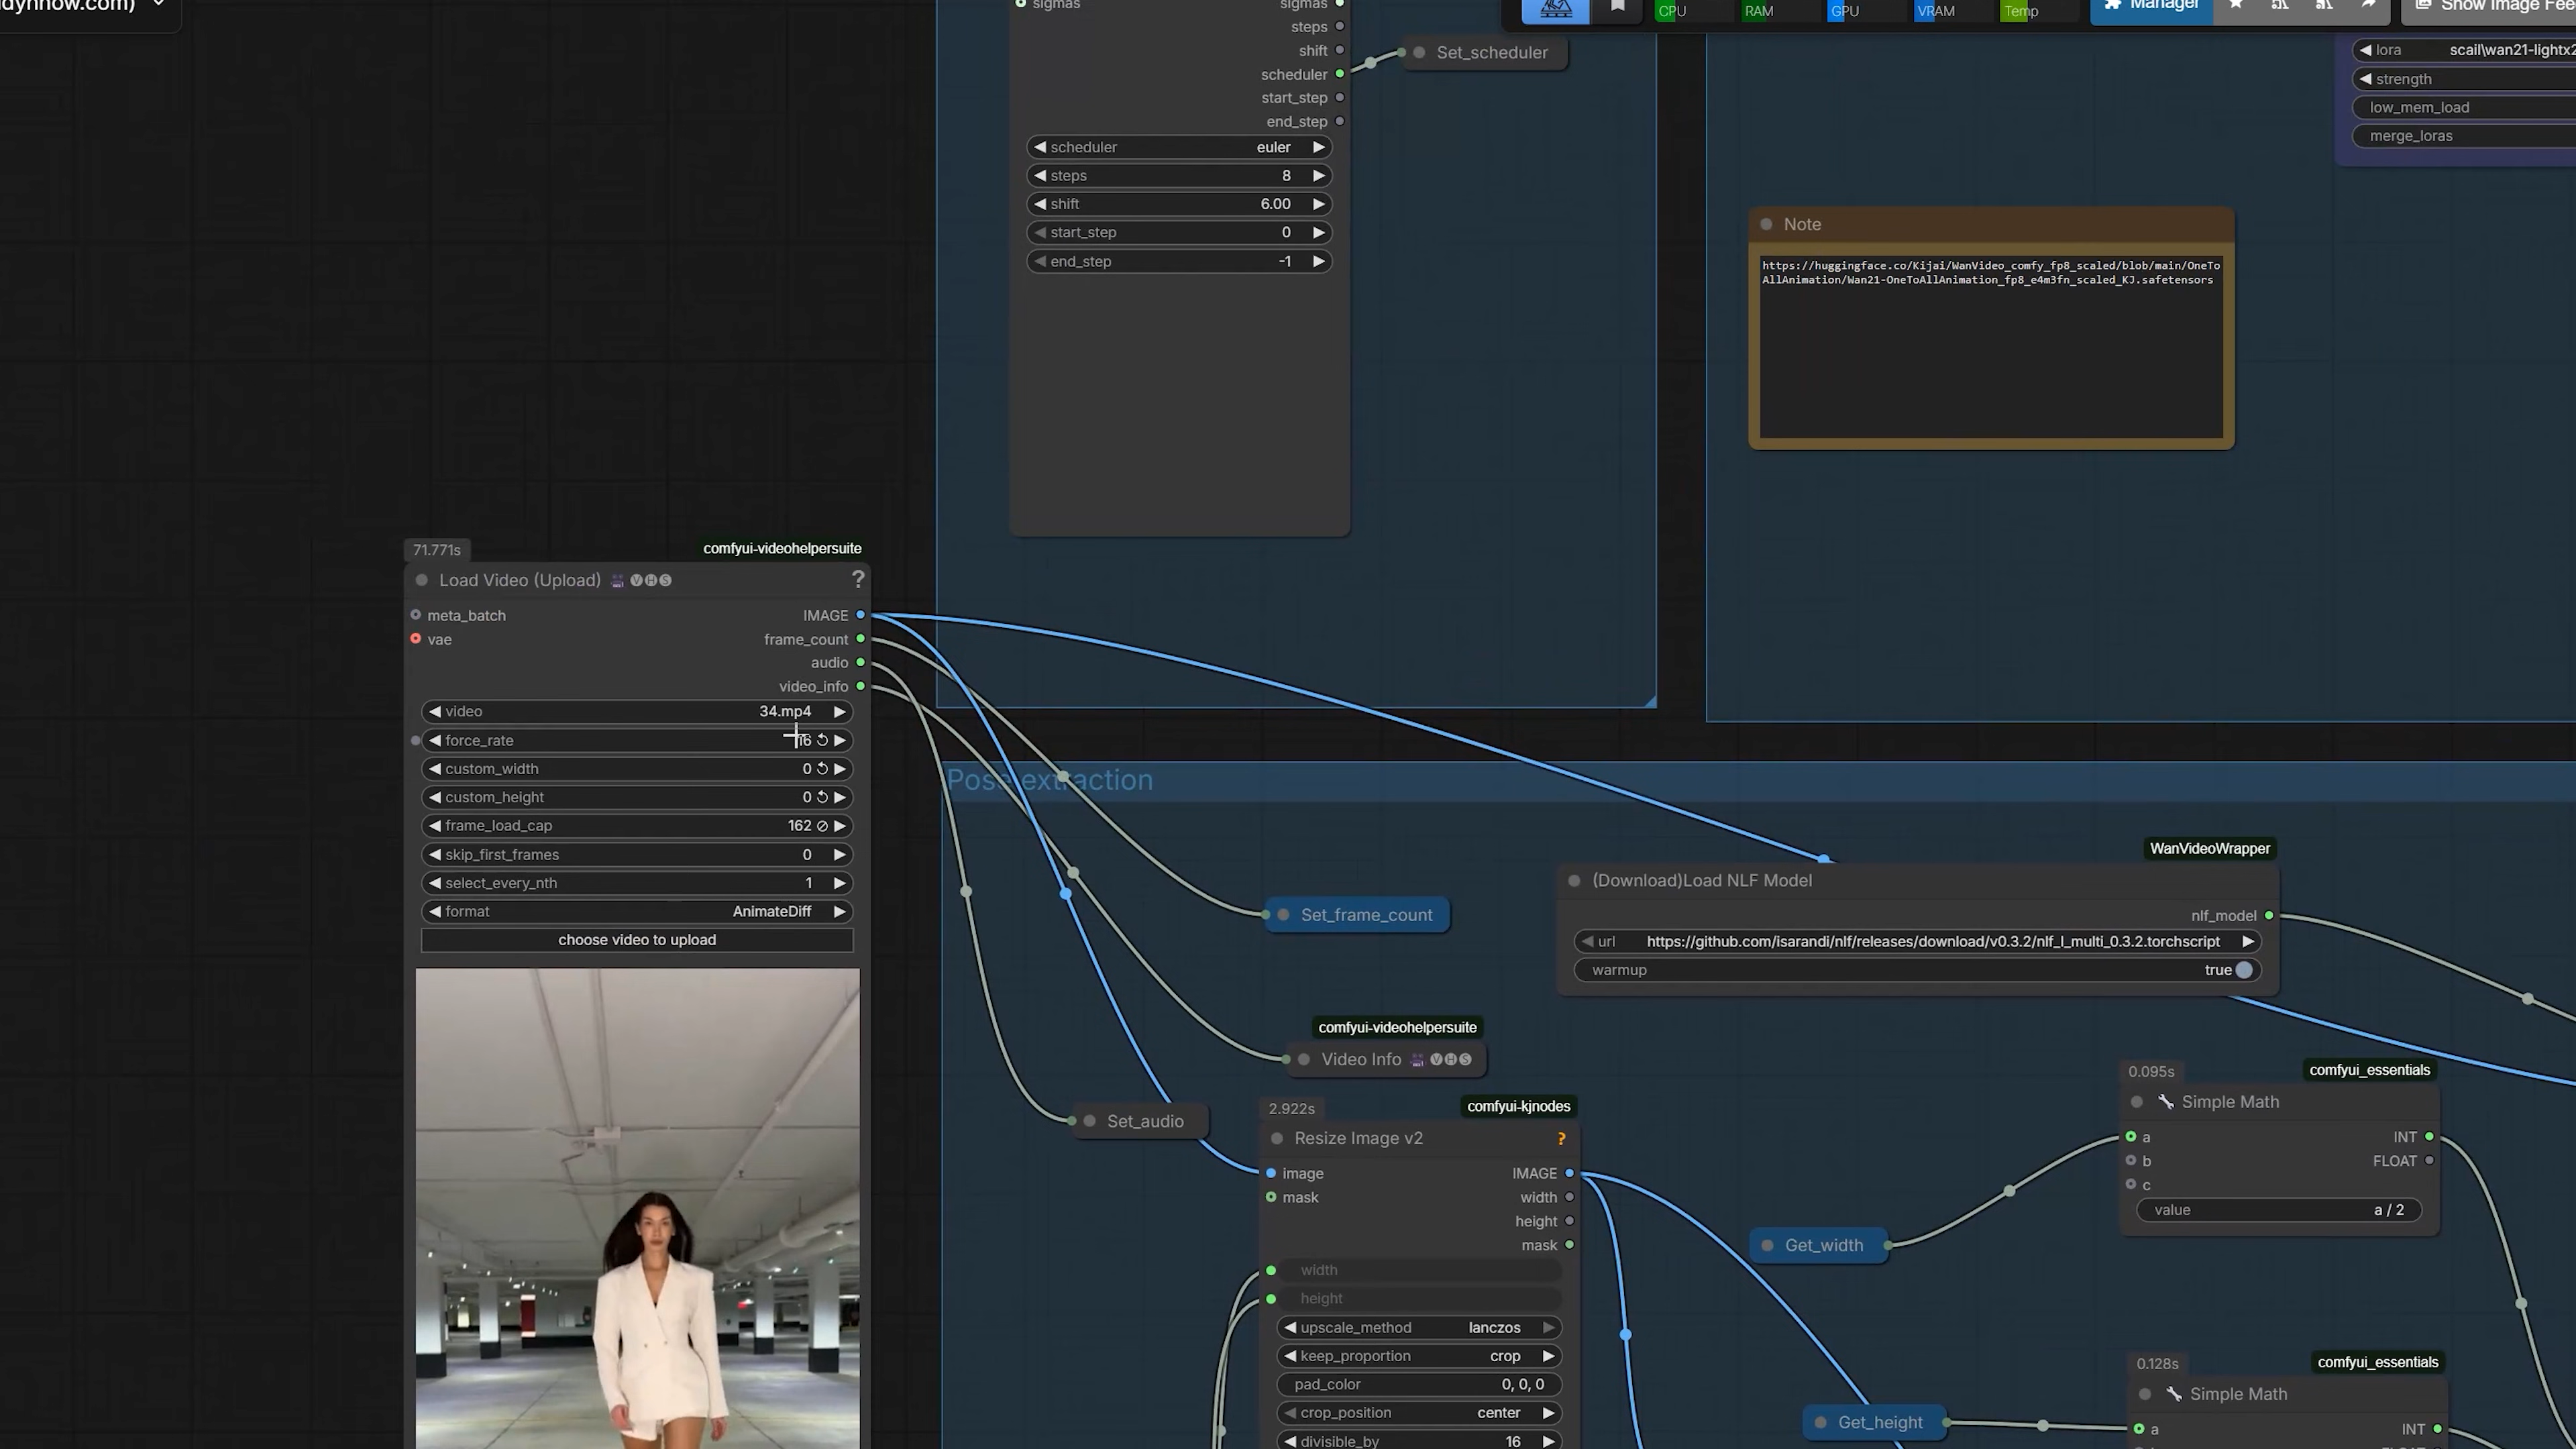 dynnow.com)
sigmas
sigmas
steps
shift
scheduler
start_step
end_step
scheduler euler
steps 8
shift 6.00
start_step 0
end_step -1
Set_scheduler
CPU
RAM
GPU
VRAM
Temp
Manager
Show Image Fee
lora scail\wan21-lightx2
strength
low_mem_load
merge_loras
Note
https://huggingface.co/Kijai/WanVideo_comfy_fp8_scaled/blob/main/OneTo
AllAnimation/Wan21-OneToAllAnimation_fp8_e4m3fn_scaled_KJ.safetensors
71.771s
comfyui-videohelpersuite
Load Video (Upload) VHS ?
meta_batch IMAGE
vae frame_count
audio
video_info
video 34.mp4
force_rate 16
custom_width 0
custom_height 0
frame_load_cap 162
skip_first_frames 0
select_every_nth 1
format AnimateDiff
choose video to upload
Pose extraction
Set_frame_count
comfyui-videohelpersuite
Video Info VHS
Set_audio
WanVideoWrapper
(Download)Load NLF Model
nlf_model
url https://github.com/isarandi/nlf/releases/download/v0.3.2/nlf_l_multi_0.3.2.torchscript
warmup true
2.922s
comfyui-kjnodes
Resize Image v2 ?
image IMAGE
mask width
height
mask
width
height
upscale_method lanczos
keep_proportion crop
pad_color 0, 0, 0
crop_position center
divisible_by 16
0.095s
comfyui_essentials
Simple Math
a INT
b FLOAT
c
value a / 2
Get_width
0.128s
comfyui_essentials
Simple Math
a INT
Get_height